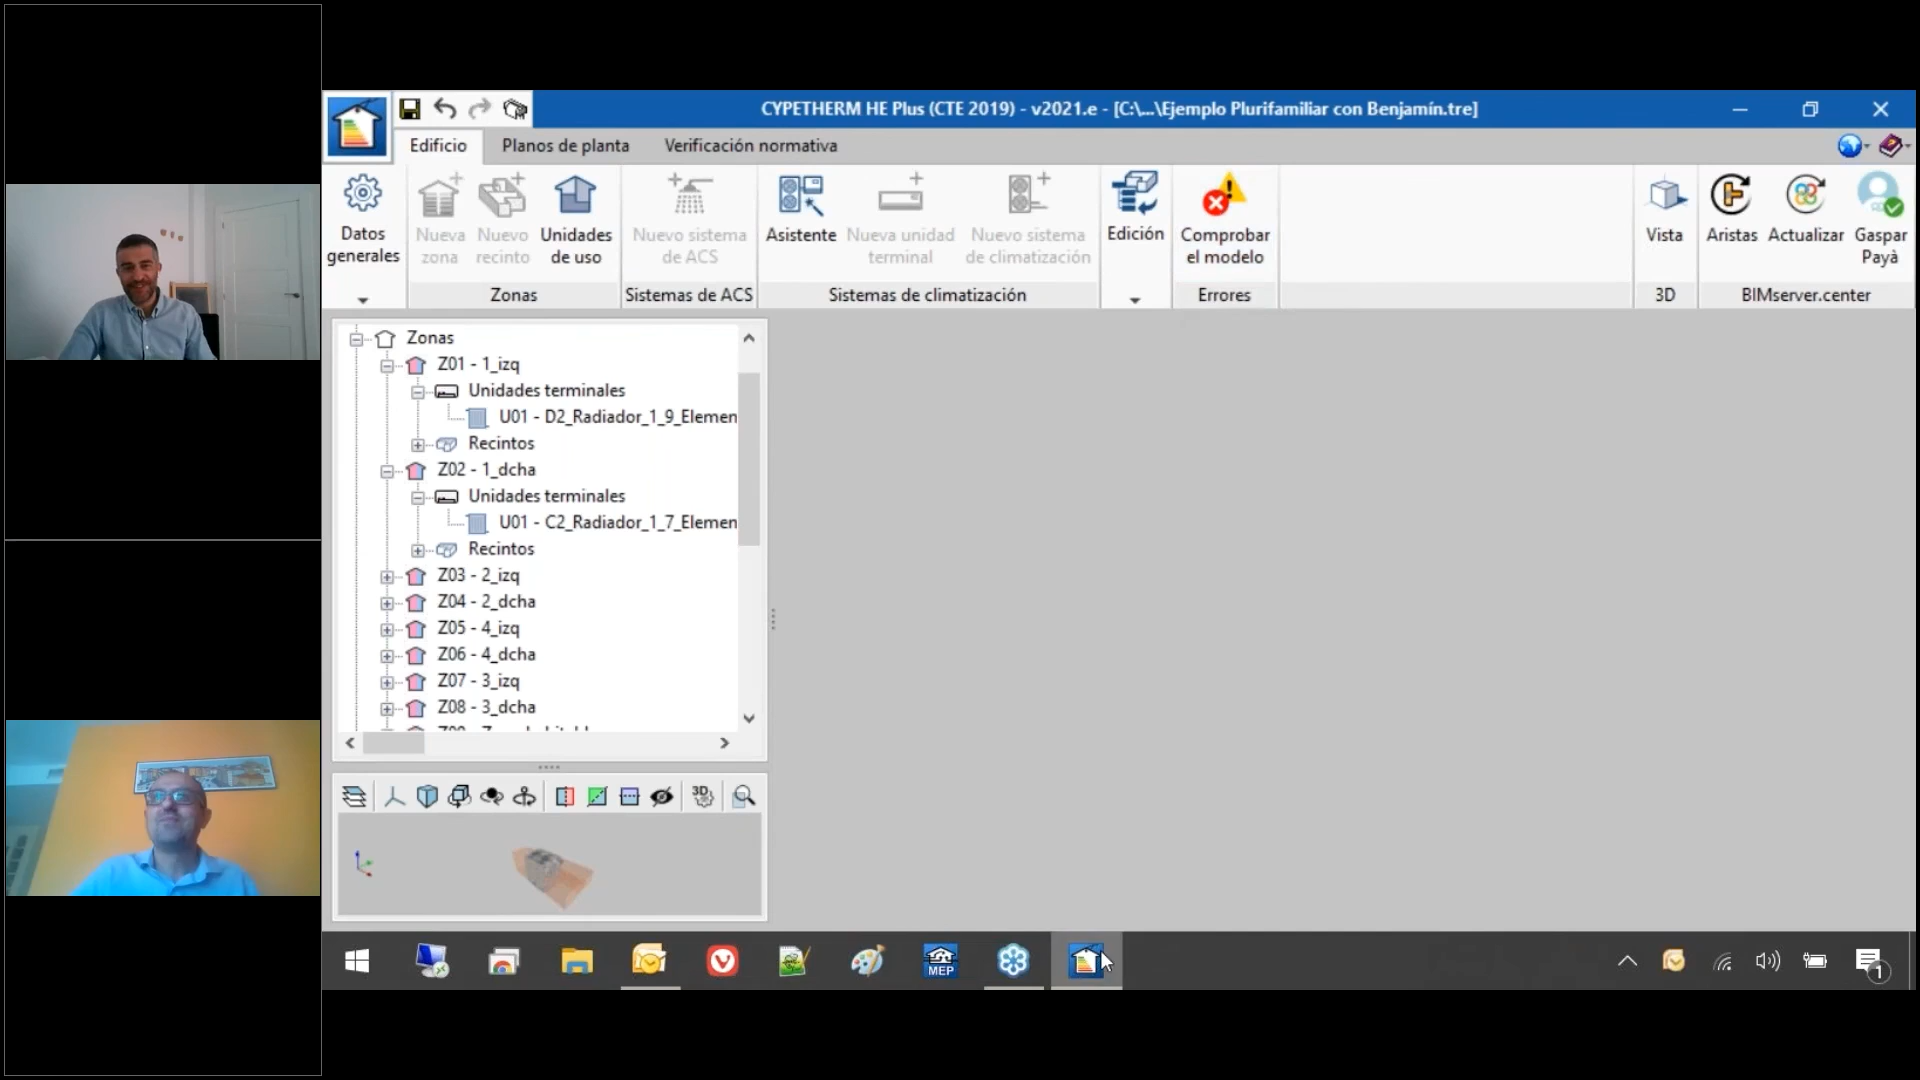 CYPETHERM HE Plus (CTE 2019) - v2021.e - [C:\...\Ejemplo Plurifamiliar con Benjamín.tre]
Edificio
Planos de planta
Verificación normativa
Datos generales
Nueva zona
Nuevo recinto
Unidades de uso
Zonas
Nuevo sistema de ACS
Sistemas de ACS
Asistente
Nueva unidad terminal
Nuevo sistema de climatización
Sistemas de climatización
Edición
Comprobar el modelo
Errores
Vista
3D
Aristas
Actualizar
Gaspar Payà
BIMserver.center
Zonas
Z01 - 1_izq
Unidades terminales
U01 - D2_Radiador_1_9_Elemen
Recintos
Z02 - 1_dcha
Unidades terminales
U01 - C2_Radiador_1_7_Elemen
Recintos
Z03 - 2_izq
Z04 - 2_dcha
Z05 - 4_izq
Z06 - 4_dcha
Z07 - 3_izq
Z08 - 3_dcha
3D
MEP
1